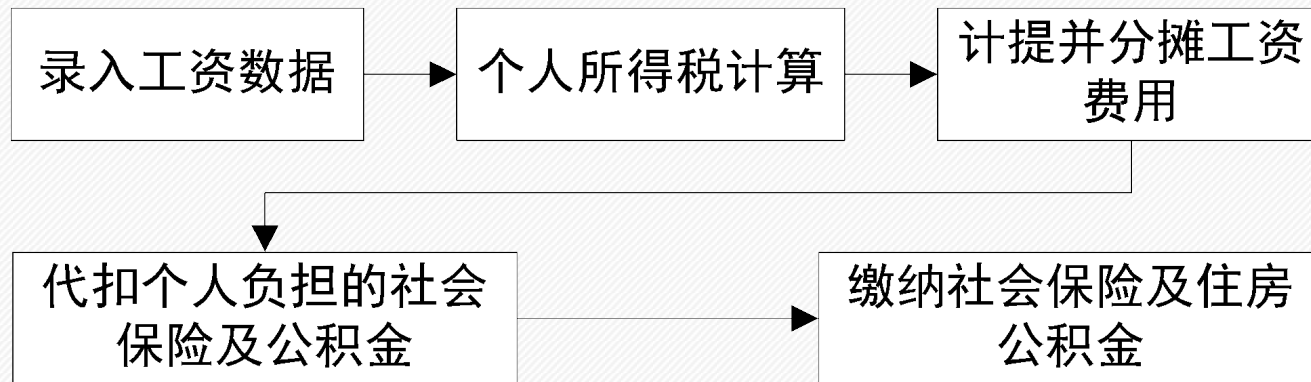 录入工资数据
个人所得税计算
计提并分摊工资
费用
代扣个人负担的社会
保险及公积金
缴纳社会保险及住房
公积金